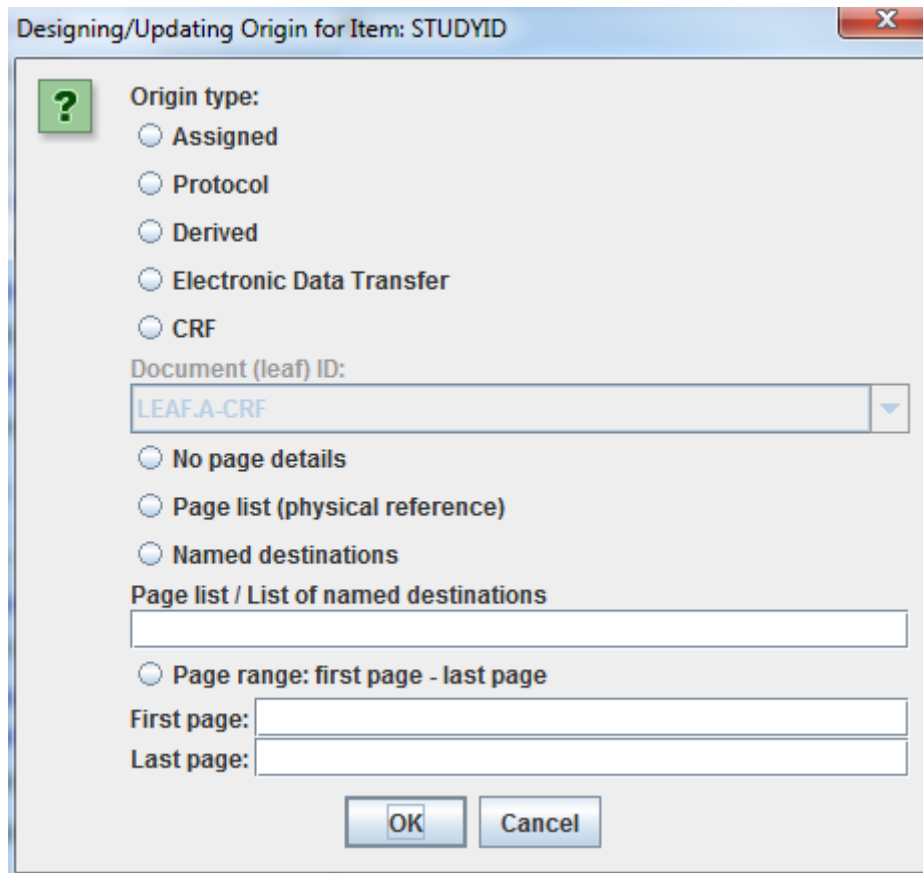 Designing/Updating Origin for Item: STUDYID
x
?
Origin type:
Assigned
Protocol
Derived
Electronic Data Transfer
CRF
Document (leaf) ID:
LEAF.A-CRF
No page details
Page list (physical reference)
Named destinations
Page list / List of named destinations
Page range: first page - last page
First page:
Last page:
OK Cancel